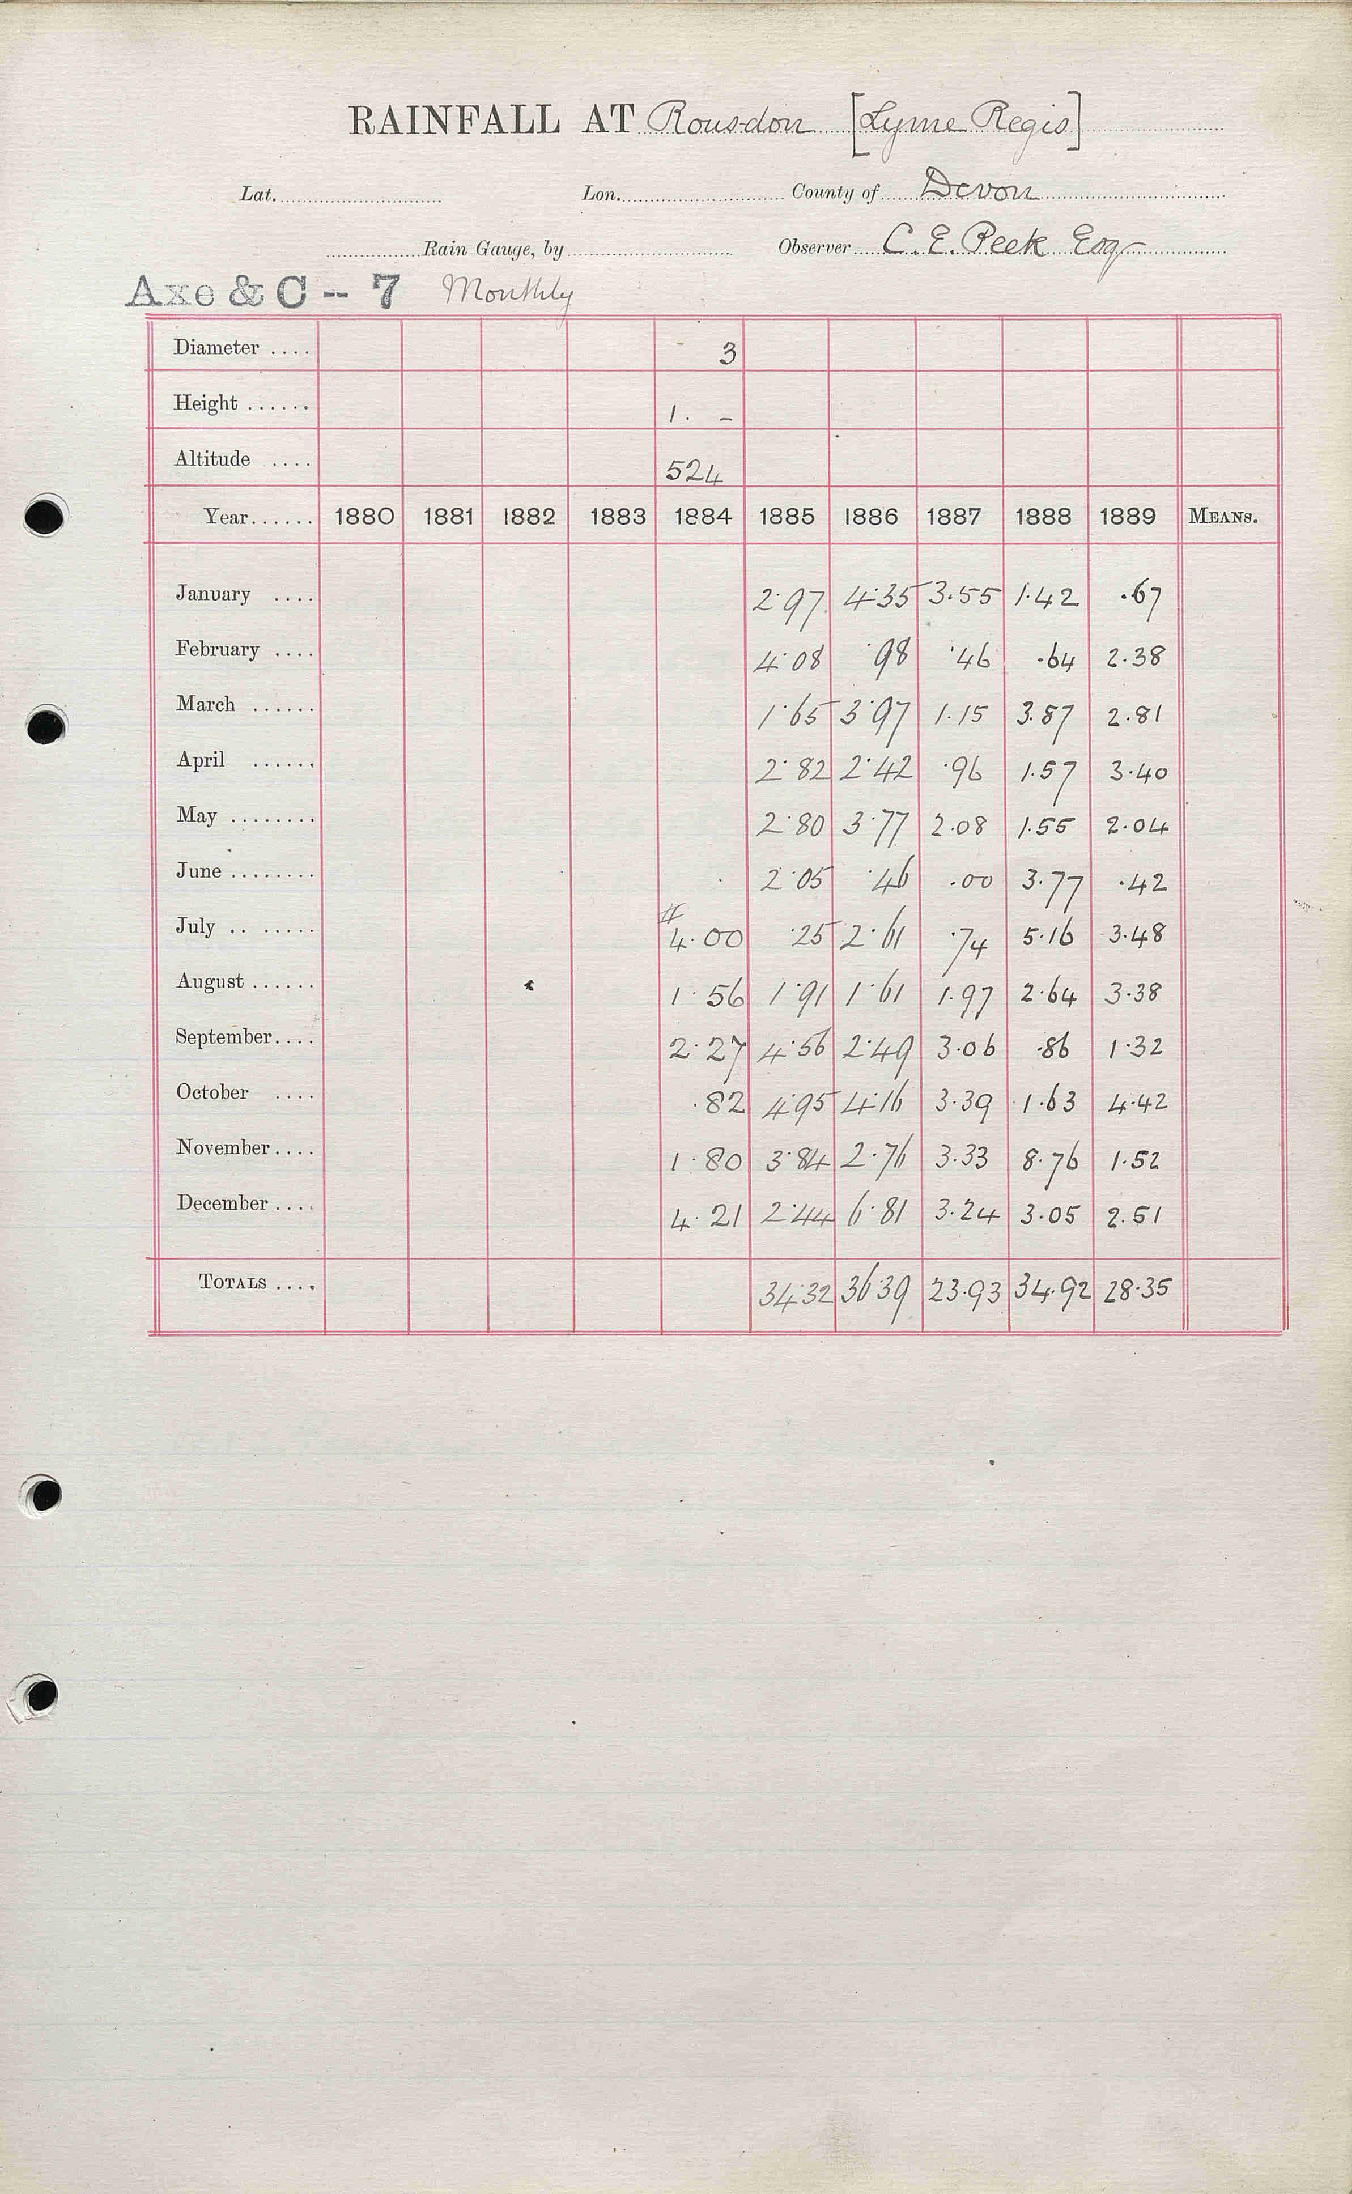 RAINFALL AT Rousdon [Lyme Regis]
Lat. Lon. County of Devon
Rain Gauge, by Observer C. E. Peek Esq
Axe & C -- 7 Monthly
Diameter .... 3
Height ...... 1. -
Altitude .... 524
Year...... 1880 1881 1882 1883 1884 1885 1886 1887 1888 1889 MEANS.
January .... 2.97 4.35 3.55 1.42 .67
February .... 4.08 .98 .46 .64 2.38
March ...... 1.65 3.97 1.15 3.87 2.81
April ...... 2.82 2.42 .96 1.57 3.40
May ........ 2.80 3.77 2.08 1.55 2.04
June ........ 2.05 .46 .00 3.77 .42
July .. ...... #4.00 .25 2.61 .74 5.16 3.48
August ...... 1.56 1.91 1.61 1.97 2.64 3.38
September.... 2.27 4.56 2.49 3.06 .86 1.32
October .... .82 4.95 4.16 3.39 1.63 4.42
November.... 1.80 3.84 2.76 3.33 8.76 1.52
December.... 4.21 2.44 6.81 3.24 3.05 2.51
TOTALS .... 34.32 36.39 23.93 34.92 28.35